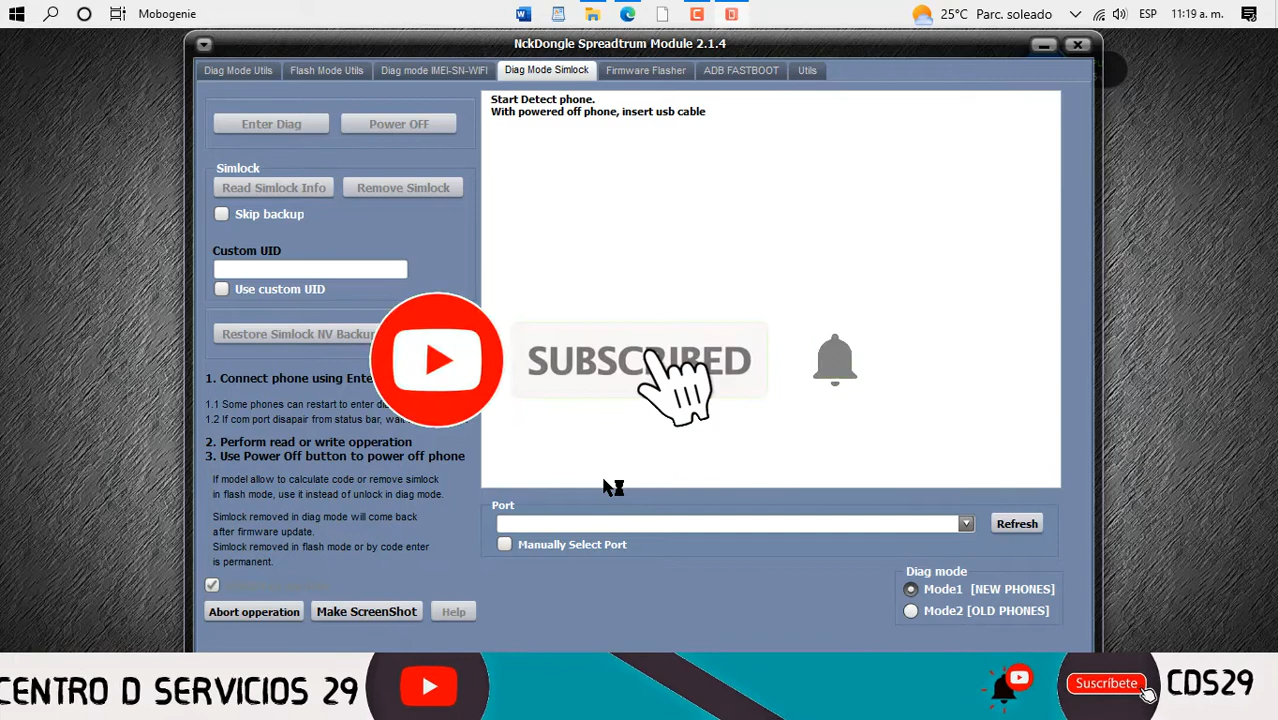 Mobogenie
25°C Parc. soleado
ESP
11:19 a. m.
NckDongle Spreadtrum Module 2.1.4
Diag Mode Utils
Flash Mode Utils
Diag mode IMEI-SN-WIFI
Diag Mode Simlock
Firmware Flasher
ADB FASTBOOT
Utils
Enter Diag
Power OFF
Start Detect phone.
With powered off phone, insert usb cable
Simlock
Read Simlock Info
Remove Simlock
Skip backup
Custom UID
Use custom UID
Restore Simlock NV Backup
SUBSCRIBED
1. Connect phone using Ente
1.1 Some phones can restart to enter di
1.2 If com port disapair from status bar, wai
2. Perform read or write opperation
3. Use Power Off button to power off phone
If model allow to calculate code or remove simlock
in flash mode, use it instead of unlock in diag mode.
Simlock removed in diag mode will come back
after firmware update.
Simlock removed in flash mode or by code enter
is permanent.
Port
Refresh
Manually Select Port
Diag mode
Mode1 [NEW PHONES]
Mode2 [OLD PHONES]
Abort opperation
Make ScreenShot
Help
CENTRO D SERVICIOS 29
Suscríbete
CDS29